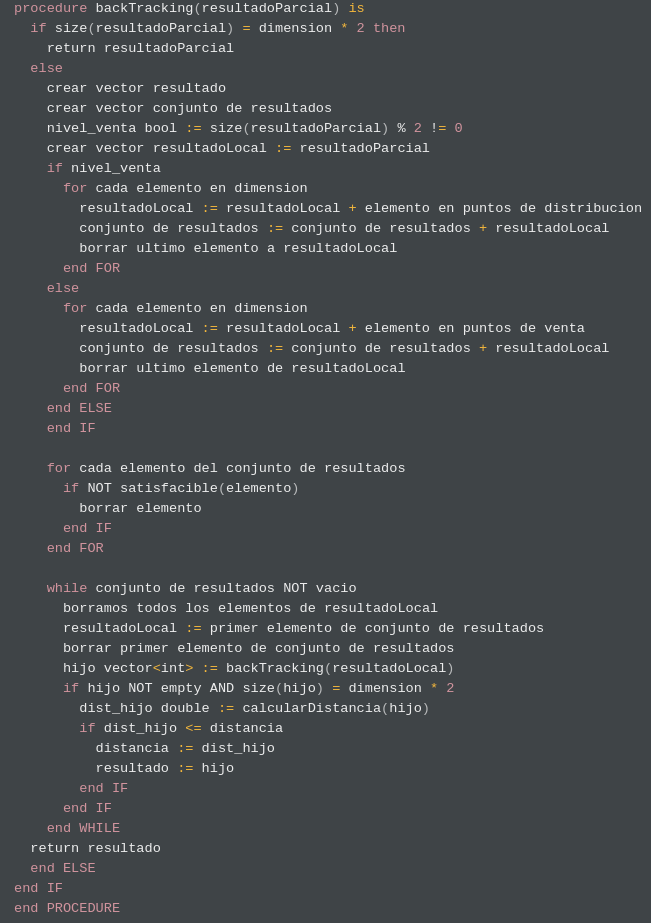 procedure backTracking(resultadoParcial) is
  if size(resultadoParcial) = dimension * 2 then
    return resultadoParcial
  else
    crear vector resultado
    crear vector conjunto de resultados
    nivel_venta bool := size(resultadoParcial) % 2 != 0
    crear vector resultadoLocal := resultadoParcial
    if nivel_venta
      for cada elemento en dimension
        resultadoLocal := resultadoLocal + elemento en puntos de distribucion
        conjunto de resultados := conjunto de resultados + resultadoLocal
        borrar ultimo elemento a resultadoLocal
      end FOR
    else
      for cada elemento en dimension
        resultadoLocal := resultadoLocal + elemento en puntos de venta
        conjunto de resultados := conjunto de resultados + resultadoLocal
        borrar ultimo elemento de resultadoLocal
      end FOR
    end ELSE
    end IF

    for cada elemento del conjunto de resultados
      if NOT satisfacible(elemento)
        borrar elemento
      end IF
    end FOR

    while conjunto de resultados NOT vacio
      borramos todos los elementos de resultadoLocal
      resultadoLocal := primer elemento de conjunto de resultados
      borrar primer elemento de conjunto de resultados
      hijo vector<int> := backTracking(resultadoLocal)
      if hijo NOT empty AND size(hijo) = dimension * 2
        dist_hijo double := calcularDistancia(hijo)
        if dist_hijo <= distancia
          distancia := dist_hijo
          resultado := hijo
        end IF
      end IF
    end WHILE
  return resultado
  end ELSE
end IF
end PROCEDURE